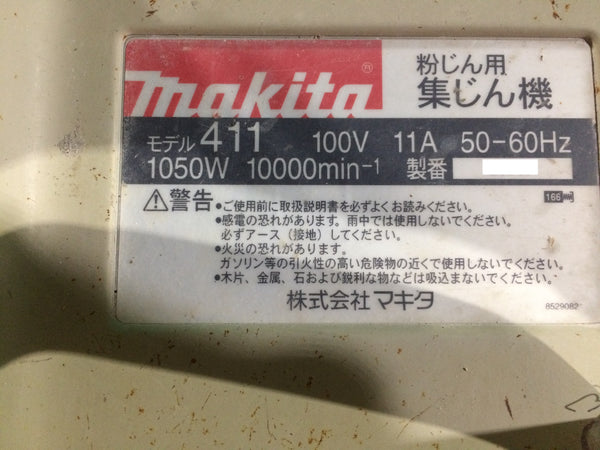 makita®
粉じん用
集じん機
モデル 411 100V 11A 50-60Hz
1050W 10000min-1 製番
⚠警告
●ご使用前に取扱説明書を必ずよくお読みください。
●感電の恐れがあります。雨中では使用しないでください。
必ずアース（接地）してください。
●火災の恐れがあります。
ガソリン等の引火性の高い危険物の近くで使用しないでください。
●木片、金属、石および鋭利な物などは吸込まないでください。
166
株式会社マキタ
8529082